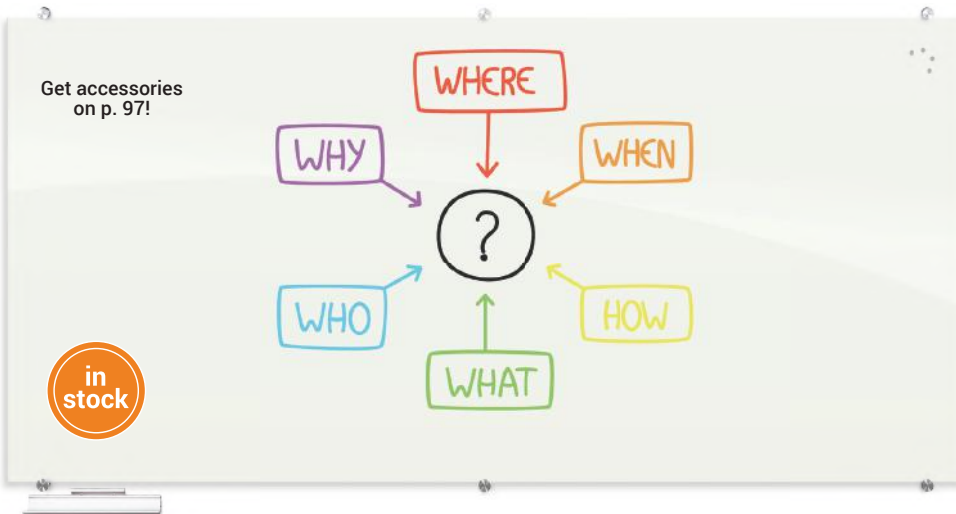 Get accessories
on p. 97!
WHERE
WHY
WHEN
?
WHO
HOW
WHAT
in
stock